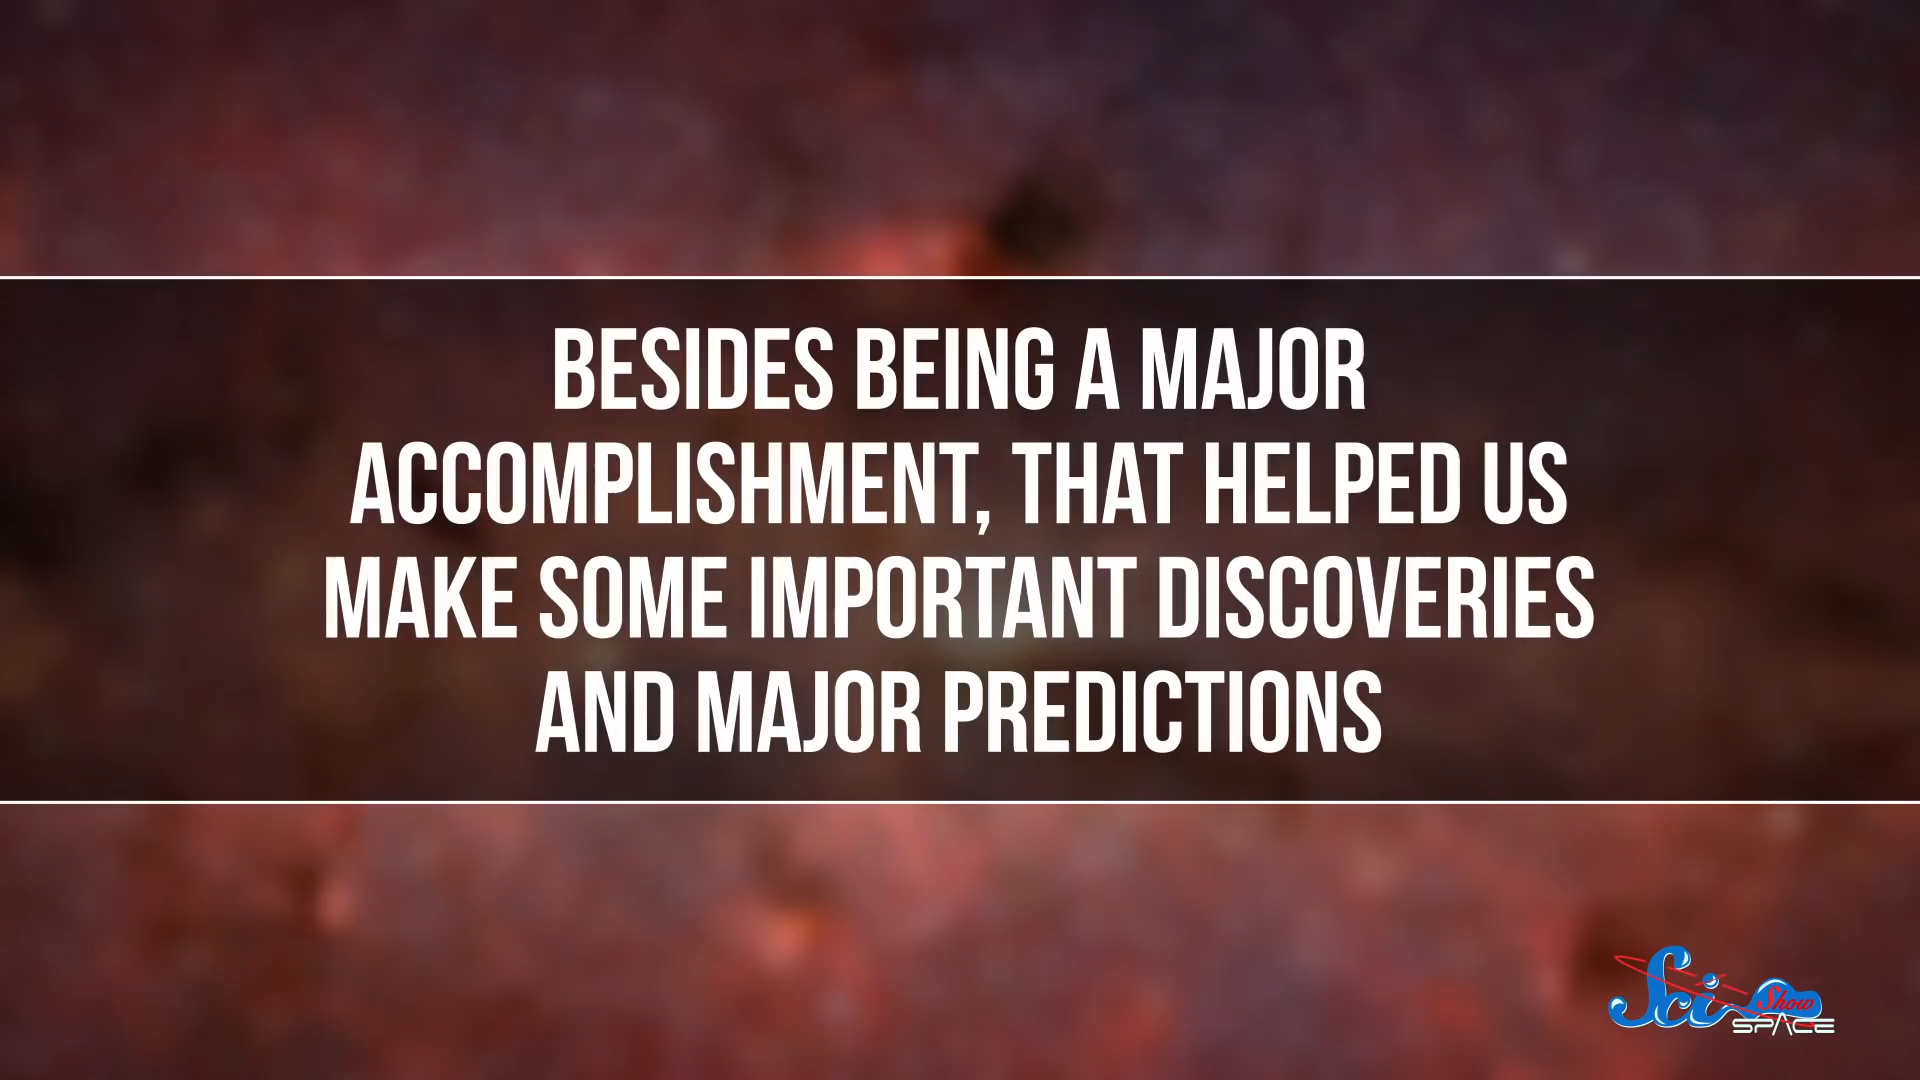 BESIDES BEING A MAJOR
ACCOMPLISHMENT, THAT HELPED US
MAKE SOME IMPORTANT DISCOVERIES
AND MAJOR PREDICTIONS
Sci Show
SPACE